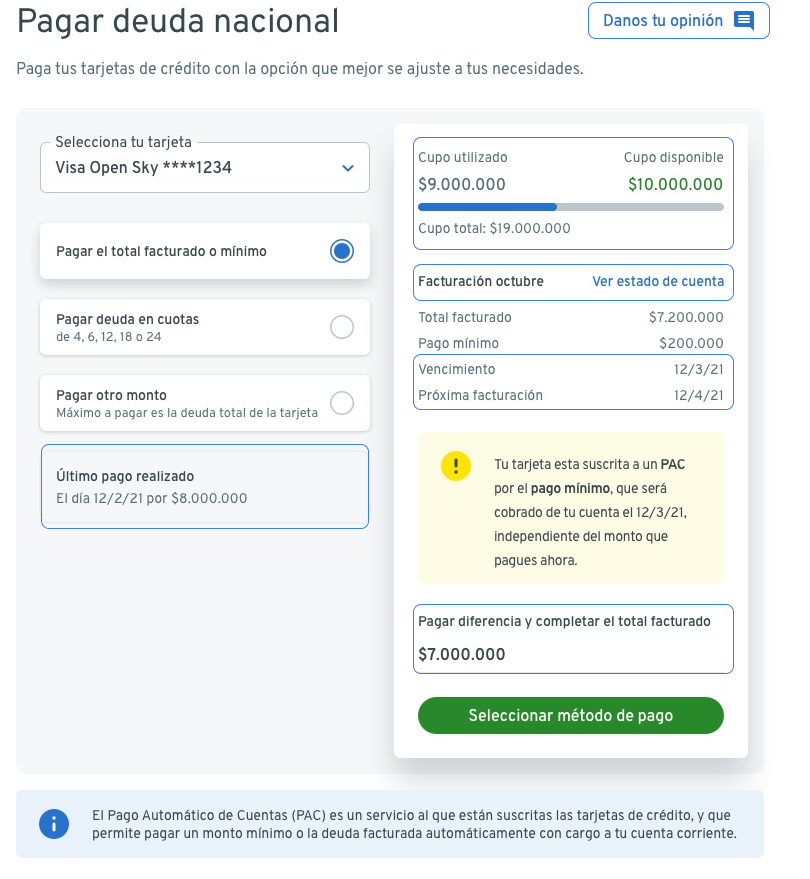 Pagar deuda nacional
Danos tu opinión
Paga tus tarjetas de crédito con la opción que mejor se ajuste a tus necesidades.
Selecciona tu tarjeta
Visa Open Sky ****1234
Pagar el total facturado o mínimo
Pagar deuda en cuotas
de 4, 6, 12, 18 o 24
Pagar otro monto
Máximo a pagar es la deuda total de la tarjeta
Último pago realizado
El día 12/2/21 por $8.000.000
Cupo utilizado Cupo disponible
$9.000.000 $10.000.000
Cupo total: $19.000.000
Facturación octubre Ver estado de cuenta
Total facturado $7.200.000
Pago mínimo $200.000
Vencimiento 12/3/21
Próxima facturación 12/4/21
Tu tarjeta esta suscrita a un PAC
por el pago mínimo, que será
cobrado de tu cuenta el 12/3/21,
independiente del monto que
pagues ahora.
Pagar diferencia y completar el total facturado
$7.000.000
Seleccionar método de pago
El Pago Automático de Cuentas (PAC) es un servicio al que están suscritas las tarjetas de crédito, y que
permite pagar un monto mínimo o la deuda facturada automáticamente con cargo a tu cuenta corriente.